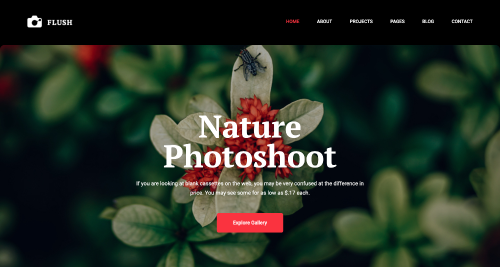 FLUSH
HOME ABOUT PROJECTS PAGES BLOG CONTACT
Nature
Photoshoot
If you are looking at blank cassettes on the web, you may be very confused at the difference in
price. You may see some for as low as $.17 each.
Explore Gallery